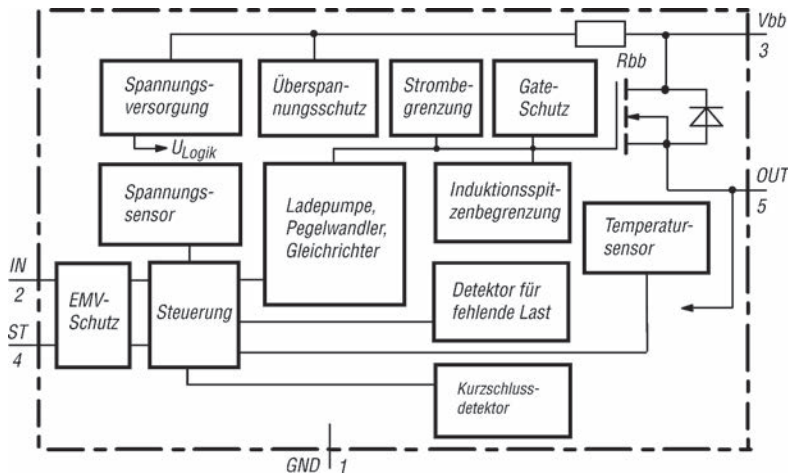 Vbb
3
Rbb
Spannungs-
versorgung
Überspan-
nungsschutz
Strombe-
grenzung
Gate-
Schutz
ULogik
OUT
5
Spannungs-
sensor
Ladepumpe,
Pegelwandler,
Gleichrichter
Induktionsspit-
zenbegrenzung
Temperatur-
sensor
IN
2
EMV-
Schutz
Steuerung
Detektor für
fehlende Last
ST
4
Kurzschluss-
detektor
GND
1